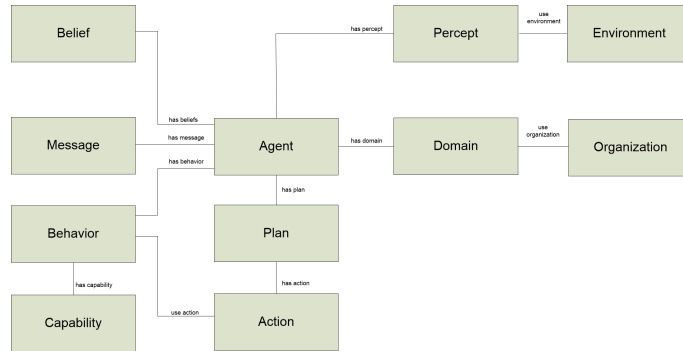 Belief
has percept
Percept
use
environment
Environment
has beliefs
Message
has message
Agent
has domain
Domain
use
organization
Organization
has behavior
has plan
Behavior
Plan
has capability
has action
Capability
use action
Action